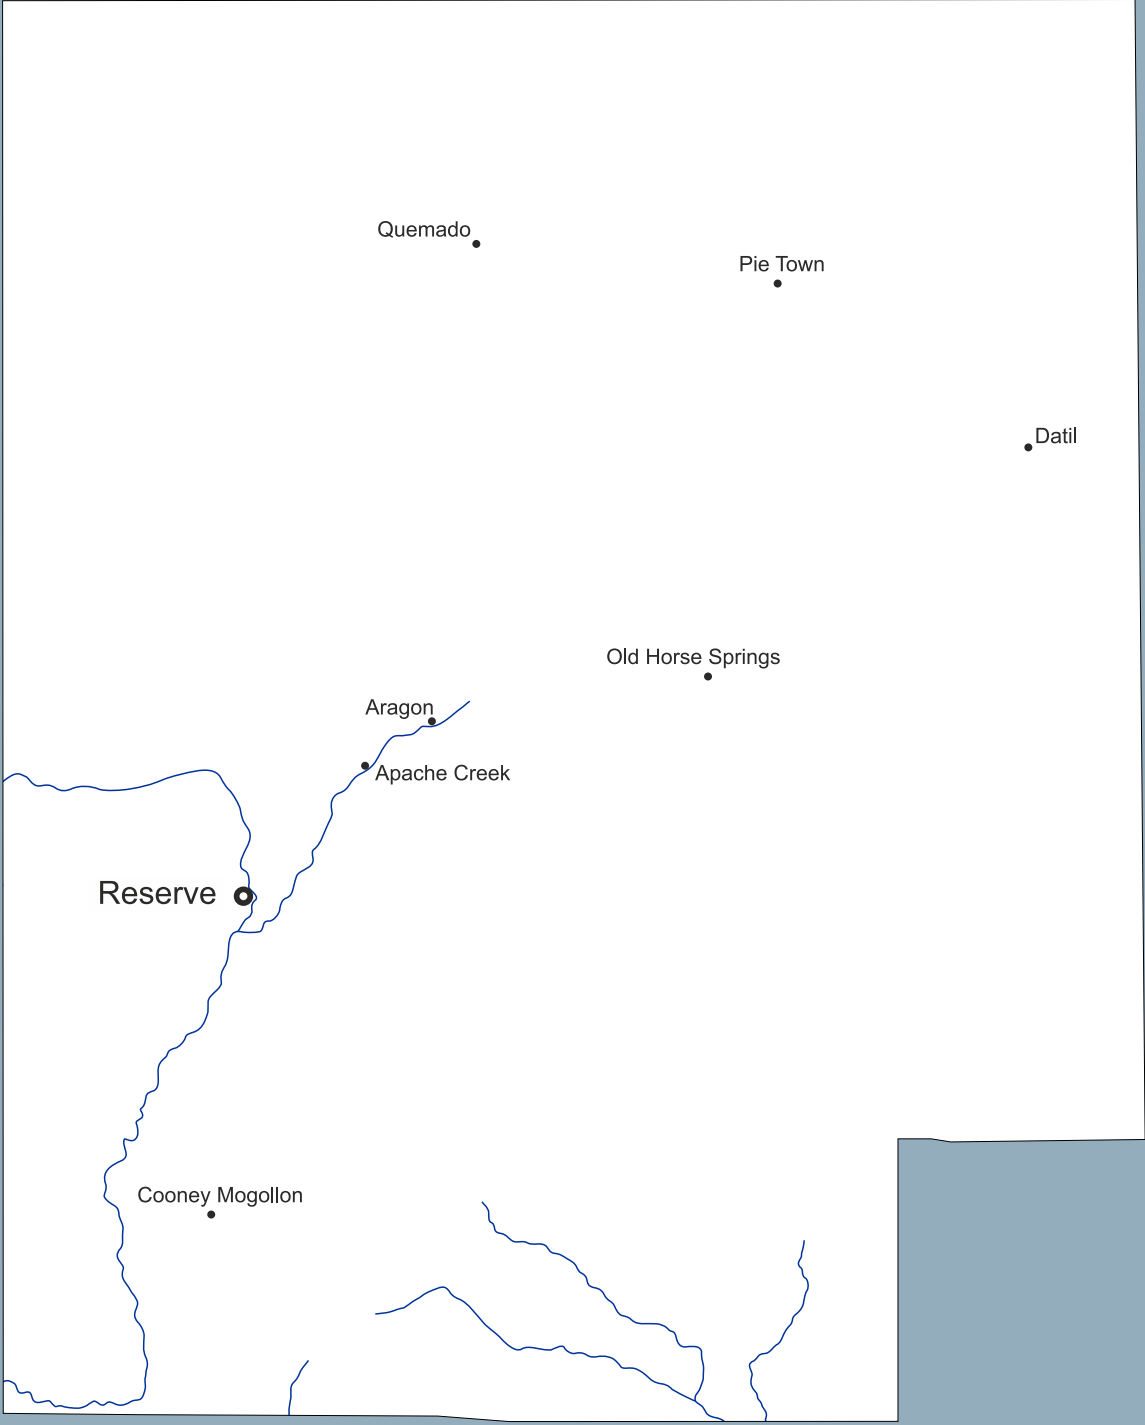 Quemado
Pie Town
Datil
Old Horse Springs
Aragon
Apache Creek
Reserve
Cooney Mogollon